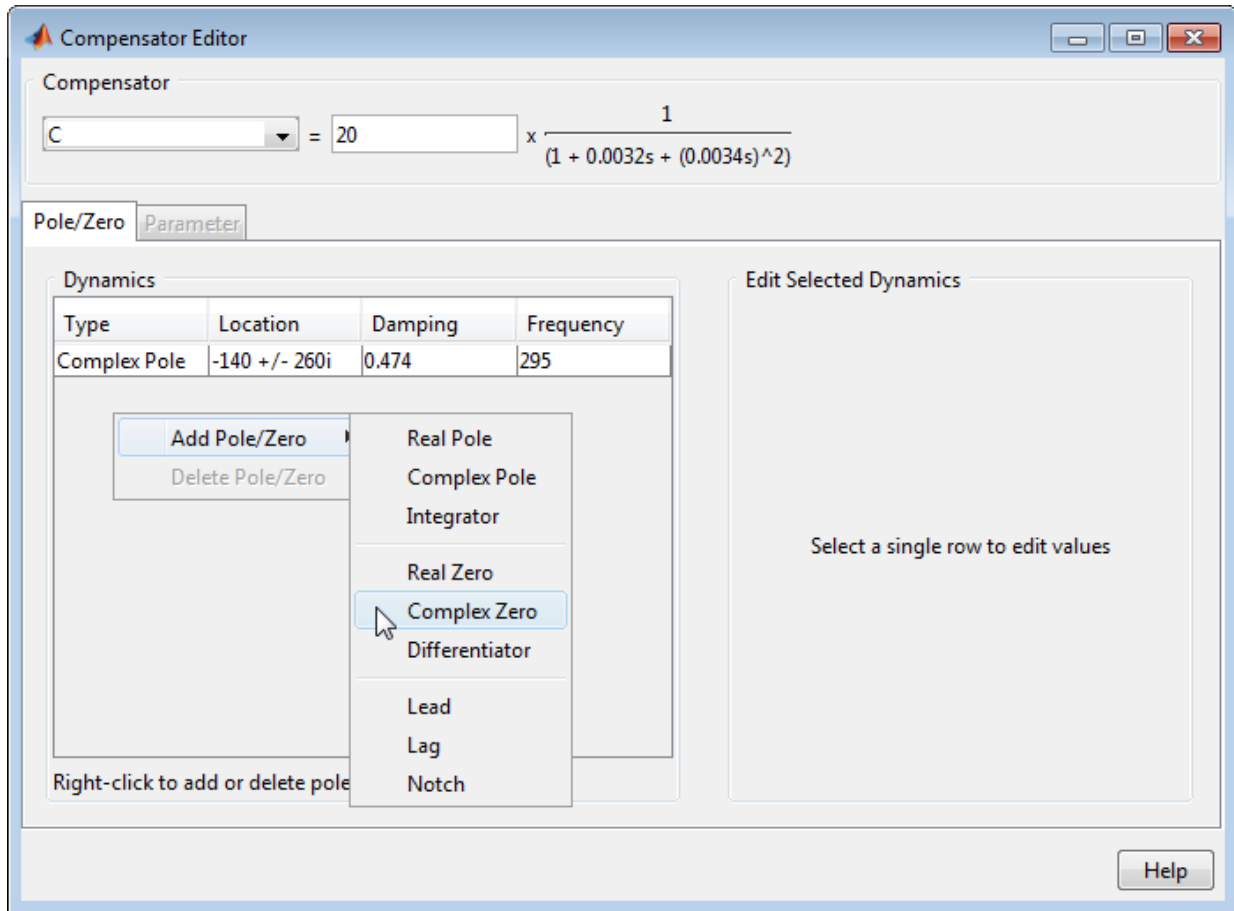 Compensator Editor
Compensator
C = 20 x 1
(1 + 0.0032s + (0.0034s)^2)
Pole/Zero Parameter
Dynamics
Type Location Damping Frequency
Complex Pole -140 +/- 260i 0.474 295
Add Pole/Zero
Delete Pole/Zero
Real Pole
Complex Pole
Integrator
Real Zero
Complex Zero
Differentiator
Lead
Lag
Notch
Right-click to add or delete pole
Edit Selected Dynamics
Select a single row to edit values
Help